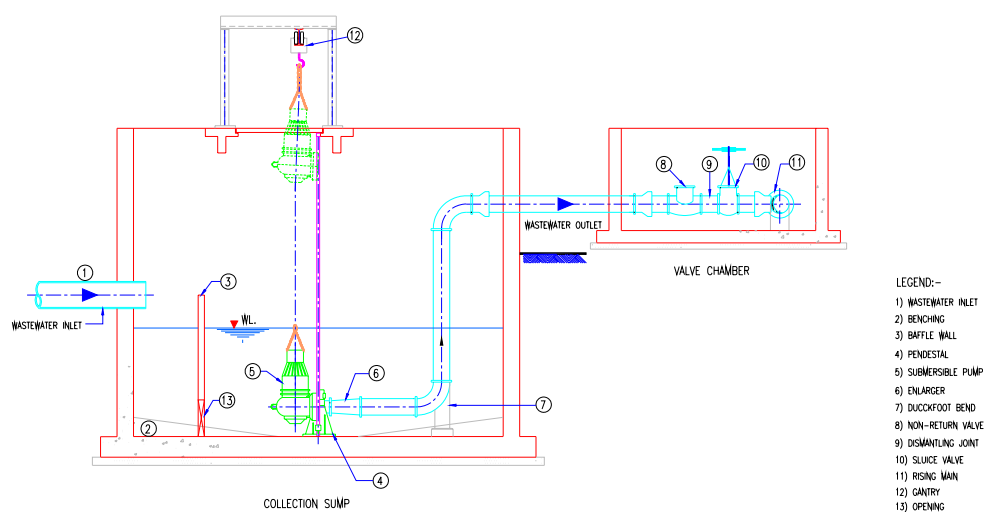 12
8
9
10
11
WASTEWATER OUTLET
1
3
VALVE CHAMBER
LEGEND:-
1) WASTEWATER INLET
WASTEWATER INLET
WL.
2) BENCHING
3) BAFFLE WALL
4) PENDESTAL
5
6
5) SUBMERSIBLE PUMP
6) ENLARGER
13
7
7) DUCCKFOOT BEND
2
8) NON-RETURN VALVE
9) DISMANTLING JOINT
10) SLUICE VALVE
4
11) RISING MAIN
12) GANTRY
COLLECTION SUMP
13) OPENING